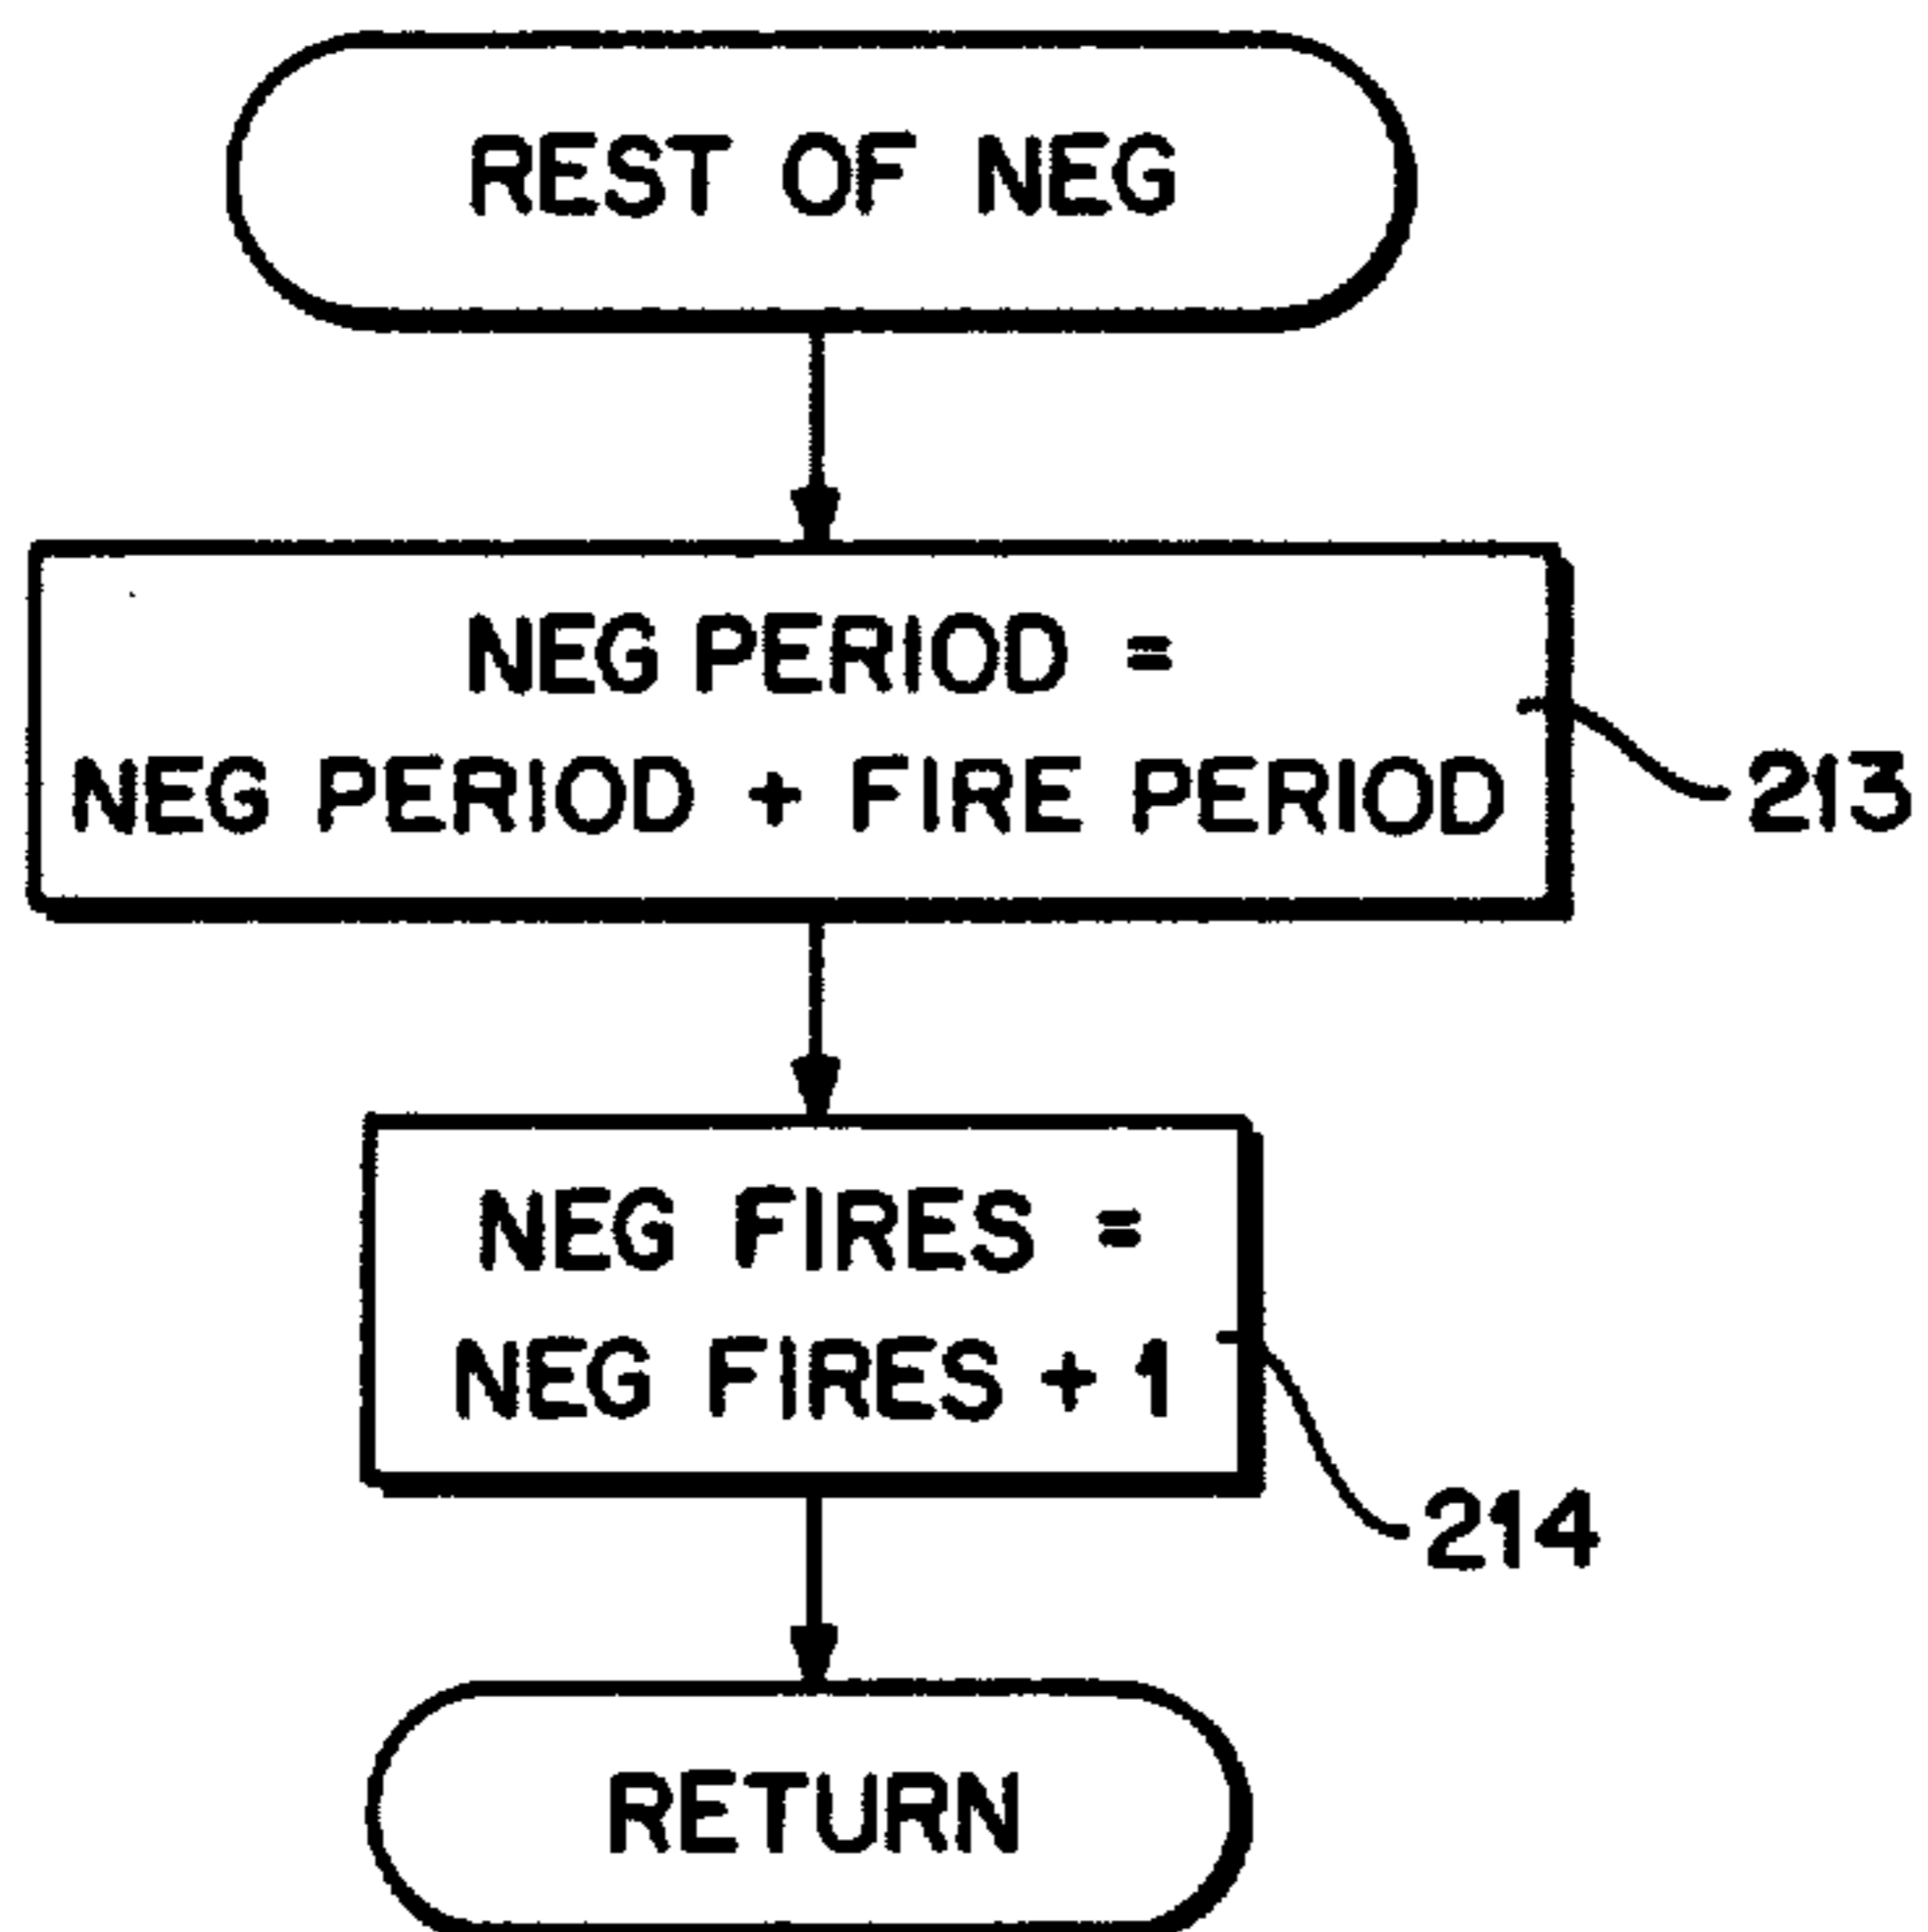 REST OF NEG
NEG PERIOD =
NEG PERIOD + FIRE PERIOD
213
NEG FIRES =
NEG FIRES + 1
214
RETURN